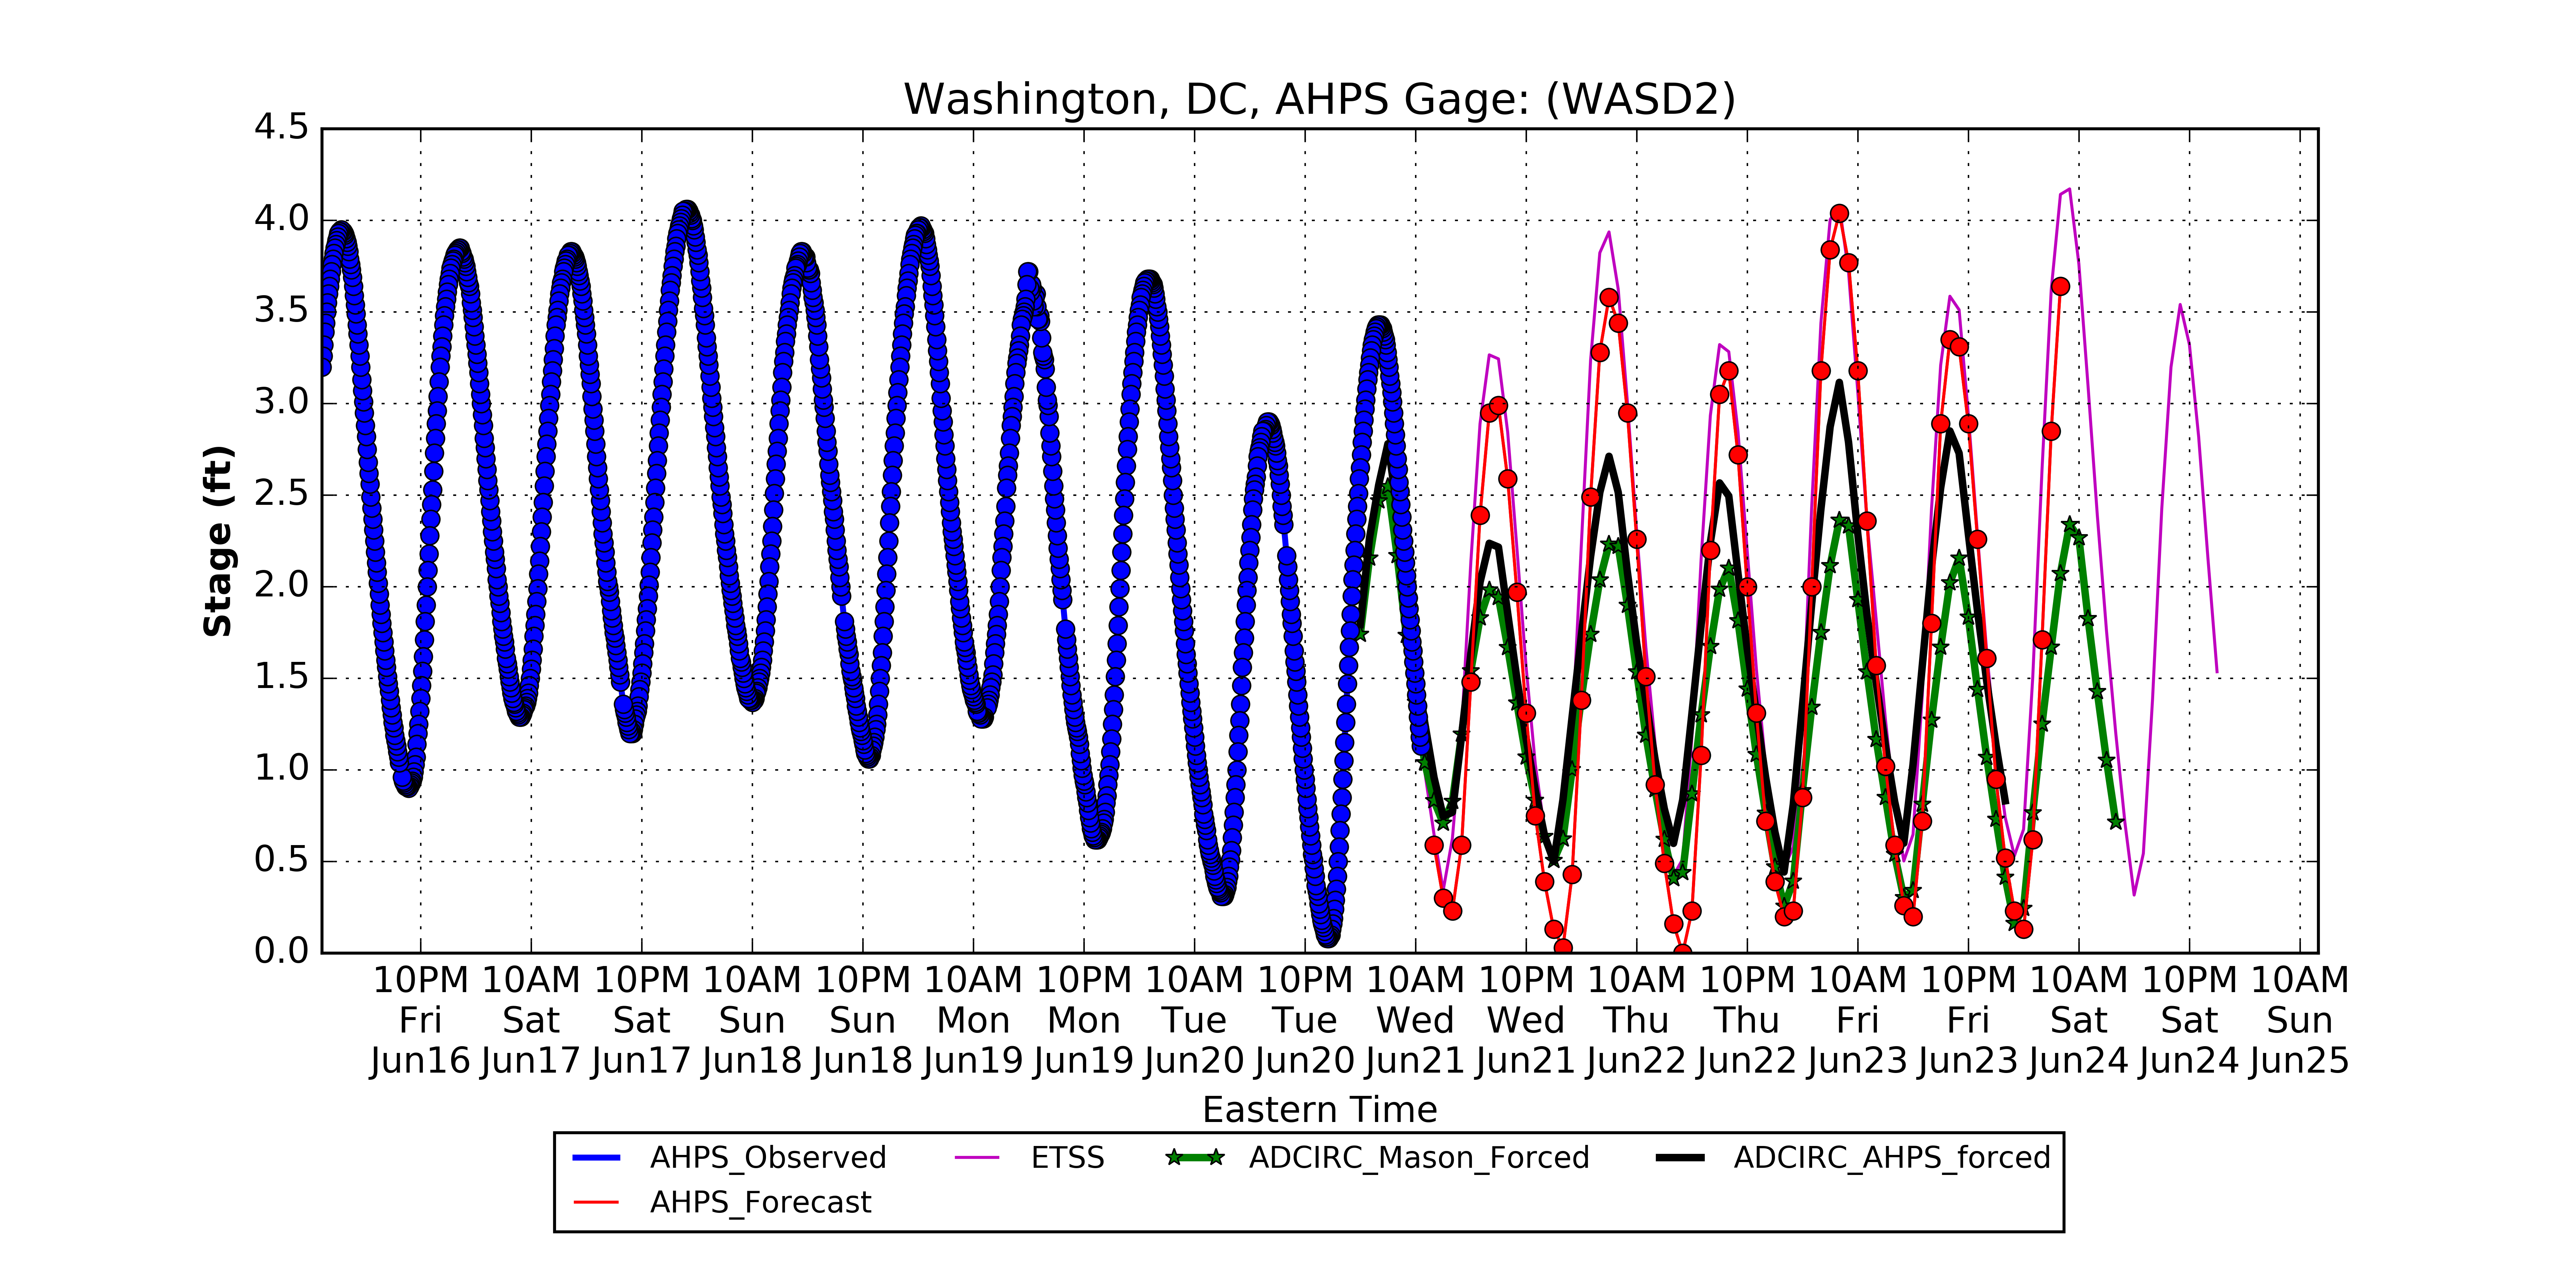 Washington, DC, AHPS Gage: (WASD2)
4.5
4.0
3.5
3.0
2.5
2.0
1.5
1.0
0.5
0.0
Stage (ft)
10PM 10AM 10PM 10AM 10PM 10AM 10PM 10AM 10PM 10AM 10PM 10AM 10PM 10AM 10PM 10AM 10PM 10AM
Fri Sat Sat Sun Sun Mon Mon Tue Tue Wed Wed Thu Thu Fri Fri Sat Sat Sun
Jun16 Jun17 Jun17 Jun18 Jun18 Jun19 Jun19 Jun20 Jun20 Jun21 Jun21 Jun22 Jun22 Jun23 Jun23 Jun24 Jun24 Jun25
Eastern Time
AHPS_Observed ETSS ADCIRC_Mason_Forced ADCIRC_AHPS_forced
AHPS_Forecast